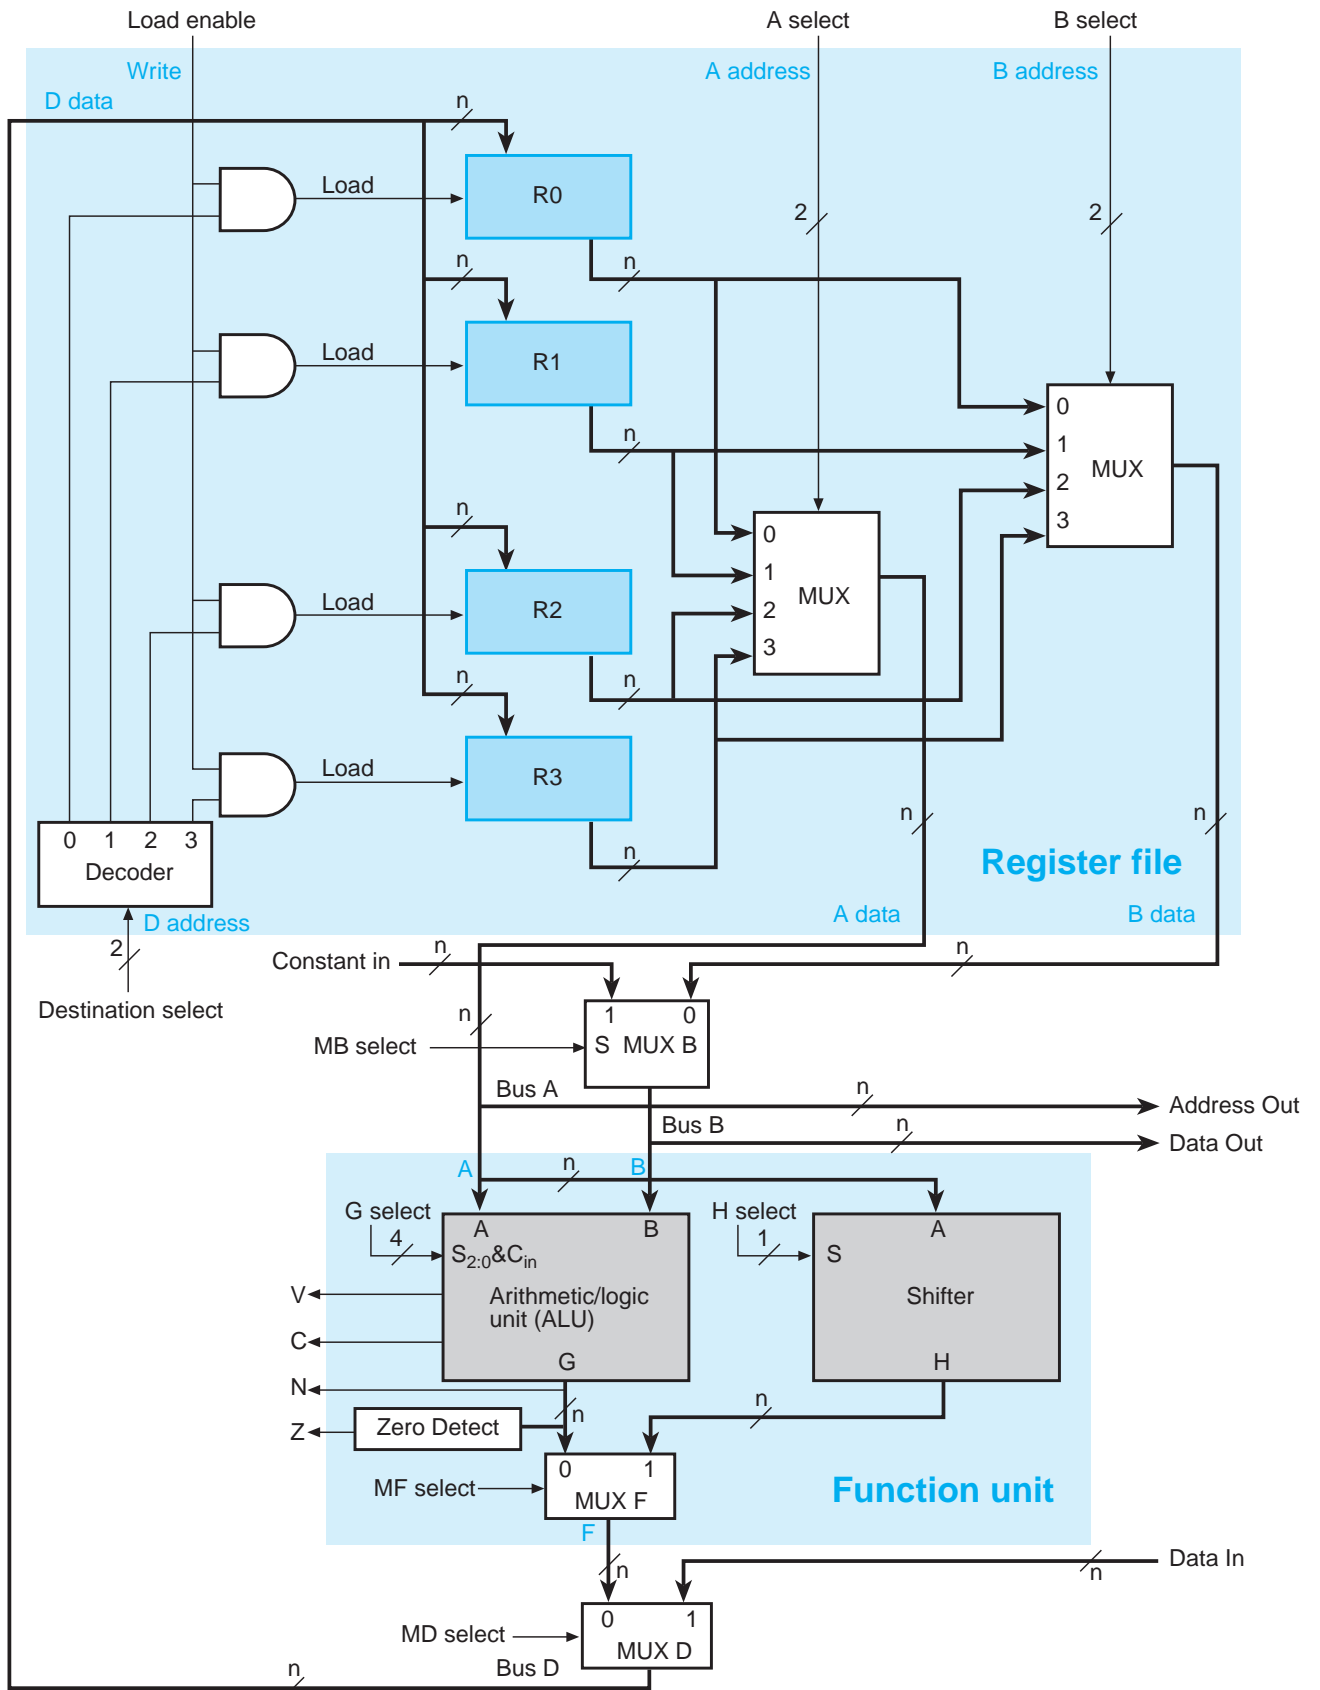 Load enable
A select
B select
Write
A address
B address
D data
n
Load
R0
2
2
n
n
Load
R1
0
n
1
MUX
2
n
3
0
1
MUX
Load
R2
2
3
n
n
Load
R3
0 1 2 3
n
n
Decoder
n
Register file
D address
A data
B data
2
n
n
Constant in
Destination select
n
1 0
MB select
S MUX B
Bus A
n
Address Out
Bus B
n
Data Out
A
n
B
G select
H select
A
B
A
4
1
S2:0&Cin
S
V
Arithmetic/logic
unit (ALU)
Shifter
C
G
H
N
n
n
Z
Zero Detect
0 1
MF select
MUX F
Function unit
F
Data In
n
n
0 1
MD select
MUX D
Bus D
n